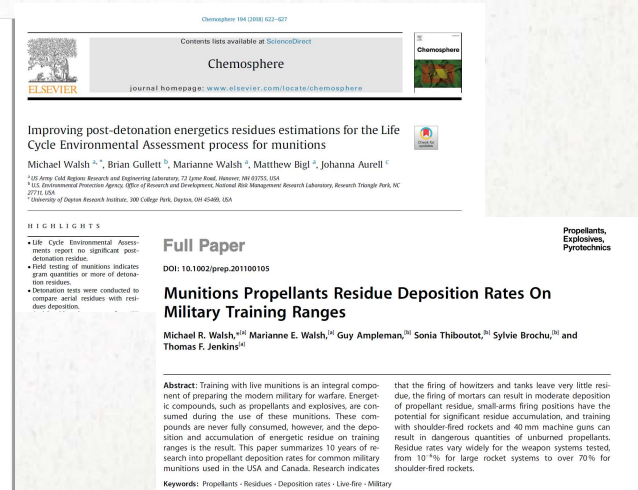 Chemosphere 194 (2018) 622–627
Contents lists available at ScienceDirect
Chemosphere
journal homepage: www.elsevier.com/locate/chemosphere
ELSEVIER
Chemosphere
Improving post-detonation energetics residues estimations for the Life
Cycle Environmental Assessment process for munitions
Check for
updates
Michael Walsh a, *, Brian Gullett b, Marianne Walsh a, Matthew Bigl a, Johanna Aurell c
a US Army Cold Regions Research and Engineering Laboratory, 72 Lyme Road, Hanover, NH 03755, USA
b U.S. Environmental Protection Agency, Office of Research and Development, National Risk Management Research Laboratory, Research Triangle Park, NC
27711, USA
c University of Dayton Research Institute, 300 College Park, Dayton, OH 45469, USA
HIGHLIGHTS
• Life Cycle Environmental Assess-
ments report no significant post-
detonation residue.
• Field testing of munitions indicates
gram quantities or more of detona-
tion residues.
• Detonation tests were conducted to
compare aerial residues with resi-
dues deposition.
Propellants,
Explosives,
Pyrotechnics
Full Paper
DOI: 10.1002/prep.201100105
Munitions Propellants Residue Deposition Rates On
Military Training Ranges
Michael R. Walsh,*[a] Marianne E. Walsh,[a] Guy Ampleman,[b] Sonia Thiboutot,[b] Sylvie Brochu,[b] and
Thomas F. Jenkins[a]
Abstract: Training with live munitions is an integral compo-
nent of preparing the modern military for warfare. Energet-
ic compounds, such as propellants and explosives, are con-
sumed during the use of these munitions. These com-
pounds are never fully consumed, however, and the depo-
sition and accumulation of energetic residue on training
ranges is the result. This paper summarizes 10 years of re-
search into propellant deposition rates for common military
munitions used in the USA and Canada. Research indicates
that the firing of howitzers and tanks leave very little resi-
due, the firing of mortars can result in moderate deposition
of propellant residue, small-arms firing positions have the
potential for significant residue accumulation, and training
with shoulder-fired rockets and 40 mm machine guns can
result in dangerous quantities of unburned propellants.
Residue rates vary widely for the weapon systems tested,
from 10⁻⁶% for large rocket systems to over 70% for
shoulder-fired rockets.
Keywords: Propellants · Residues · Deposition rates · Live-fire · Military